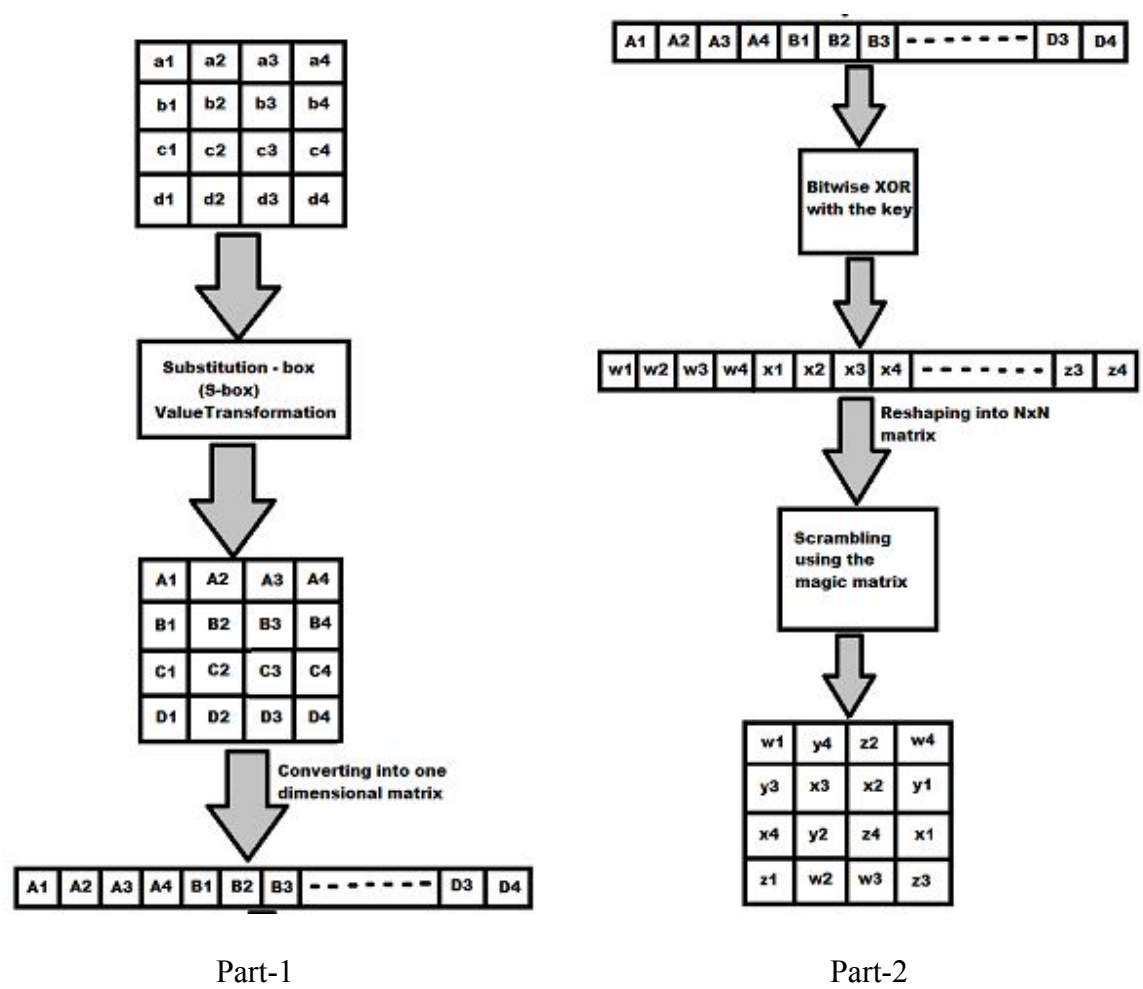 a1 a2 a3 a4
b1 b2 b3 b4
c1 c2 c3 c4
d1 d2 d3 d4
Substitution - box
(S-box)
ValueTransformation
A1 A2 A3 A4
B1 B2 B3 B4
C1 C2 C3 C4
D1 D2 D3 D4
Converting into one
dimensional matrix
A1 A2 A3 A4 B1 B2 B3 - - - - - - - D3 D4
Part-1
A1 A2 A3 A4 B1 B2 B3 - - - - - - - D3 D4
Bitwise XOR
with the key
w1 w2 w3 w4 x1 x2 x3 x4 - - - - - - - z3 z4
Reshaping into NxN
matrix
Scrambling
using the
magic matrix
w1 y4 z2 w4
y3 x3 x2 y1
x4 y2 z4 x1
z1 w2 w3 z3
Part-2